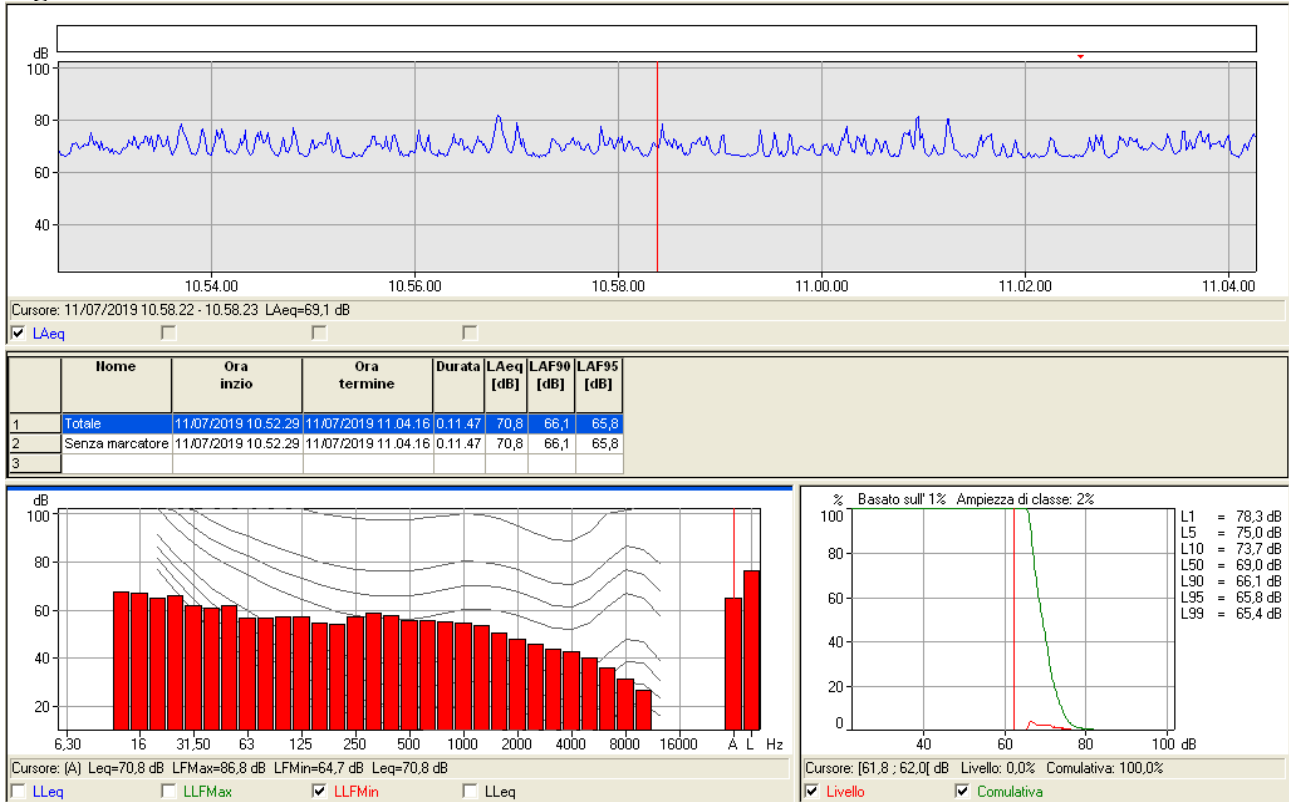 dB
100
80
60
40
10.54.00 10.56.00 10.58.00 11.00.00 11.02.00 11.04.00
Cursore: 11/07/2019 10.58.22 - 10.58.23 LAeq=69,1 dB
LAeq
Nome Ora inzio Ora termine Durata LAeq [dB] LAF90 [dB] LAF95 [dB]
1 Totale 11/07/2019 10.52.29 11/07/2019 11.04.16 0.11.47 70,8 66,1 65,8
2 Senza marcatore 11/07/2019 10.52.29 11/07/2019 11.04.16 0.11.47 70,8 66,1 65,8
3
dB
100
80
60
40
20
6,30 16 31,50 63 125 250 500 1000 2000 4000 8000 16000 A L Hz
Cursore: (A) Leq=70,8 dB LFMax=86,8 dB LFMin=64,7 dB Leq=70,8 dB
LLeq LLFMax LLFMin LLeq
% Basato sull' 1% Ampiezza di classe: 2%
100
80
60
40
20
0
40 60 80 100 dB
L1 = 78,3 dB
L5 = 75,0 dB
L10 = 73,7 dB
L50 = 69,0 dB
L90 = 66,1 dB
L95 = 65,8 dB
L99 = 65,4 dB
Cursore: [61,8 ; 62,0[ dB Livello: 0,0% Comulativa: 100,0%
Livello Comulativa